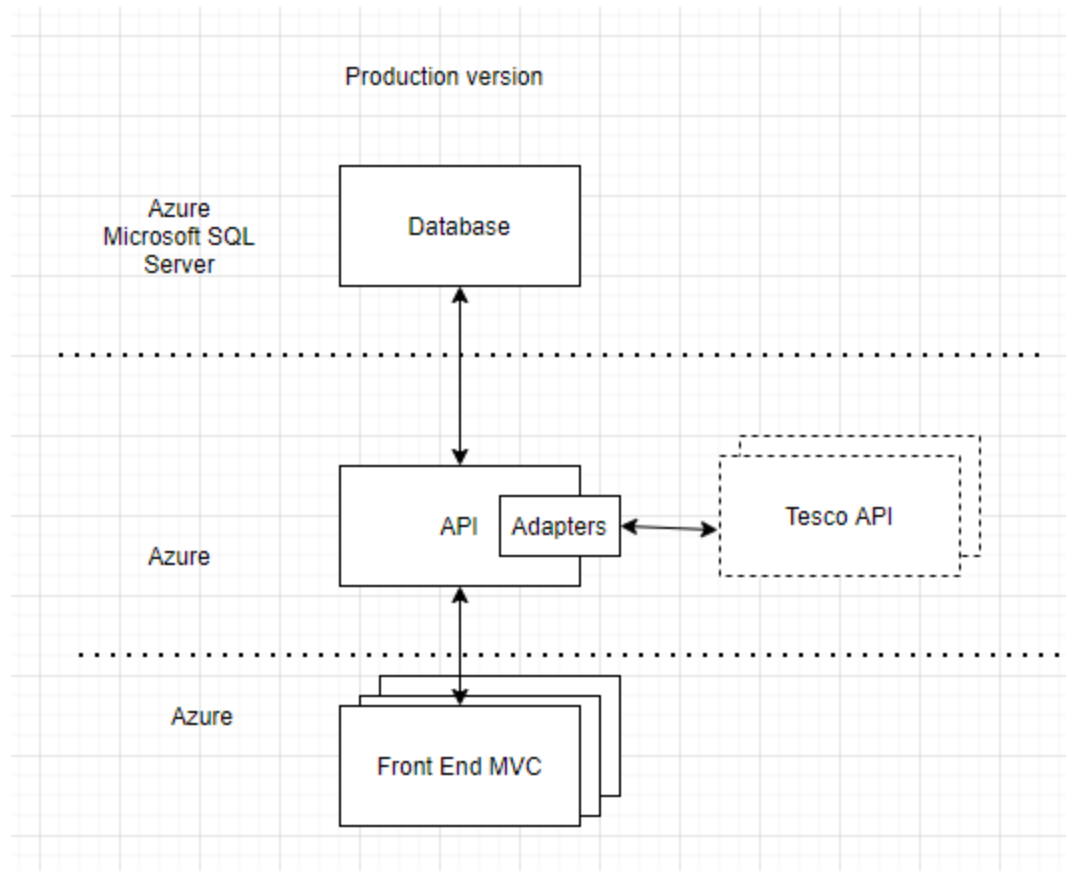 Production version
Azure
Microsoft SQL
Server
Database
Azure
API
Adapters
Tesco API
Azure
Front End MVC